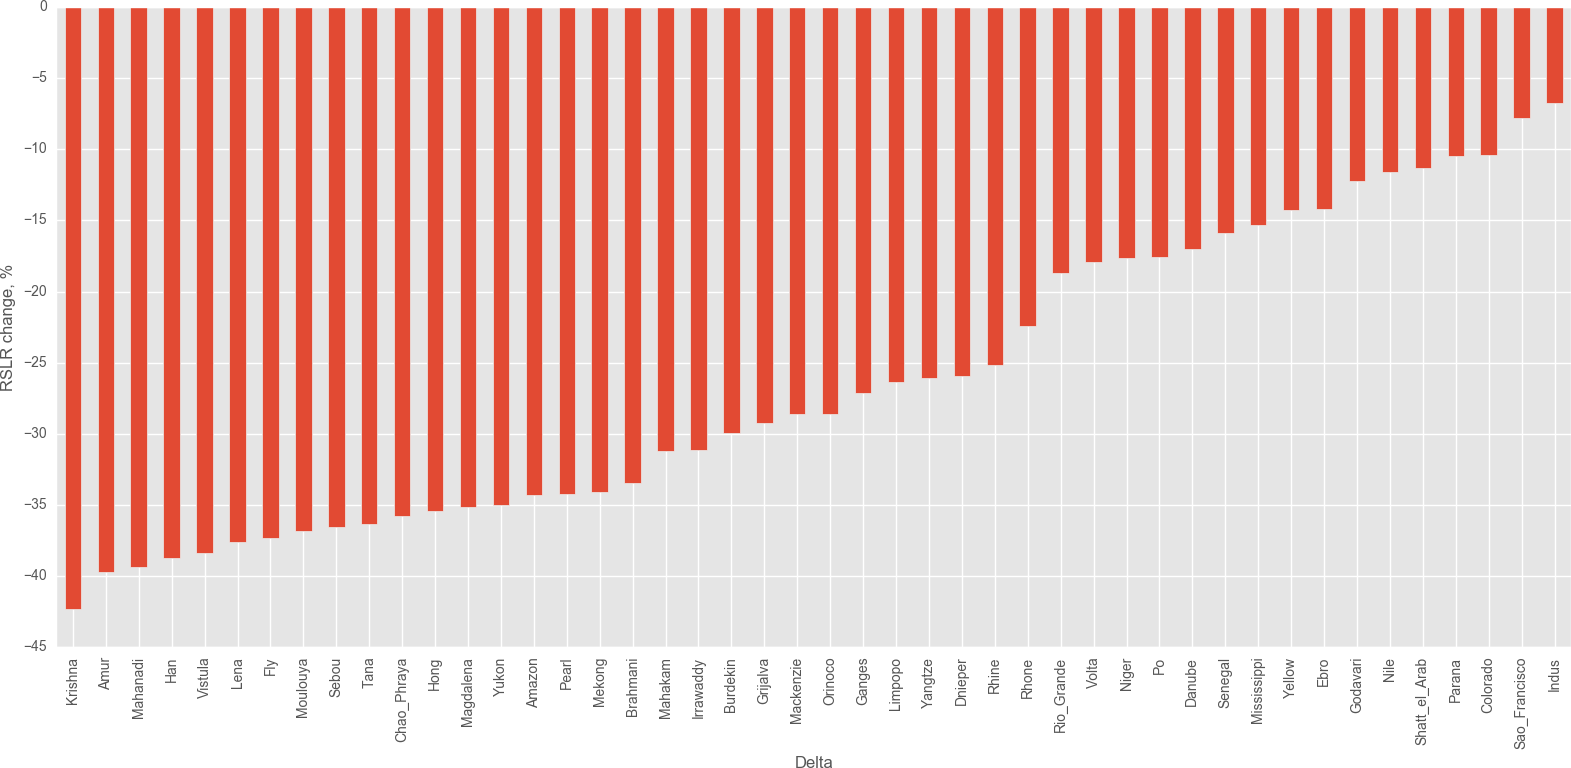 0
−5
−10
−15
−20
−25
−30
−35
−40
−45
RSLR change, %
Krishna
Amur
Mahanadi
Han
Vistula
Lena
Fly
Moulouya
Sebou
Tana
Chao_Phraya
Hong
Magdalena
Yukon
Amazon
Pearl
Mekong
Brahmani
Mahakam
Irrawaddy
Burdekin
Grijalva
Mackenzie
Orinoco
Ganges
Limpopo
Yangtze
Dnieper
Rhine
Rhone
Rio_Grande
Volta
Niger
Po
Danube
Senegal
Mississippi
Yellow
Ebro
Godavari
Nile
Shatt_el_Arab
Parana
Colorado
Sao_Francisco
Indus
Delta